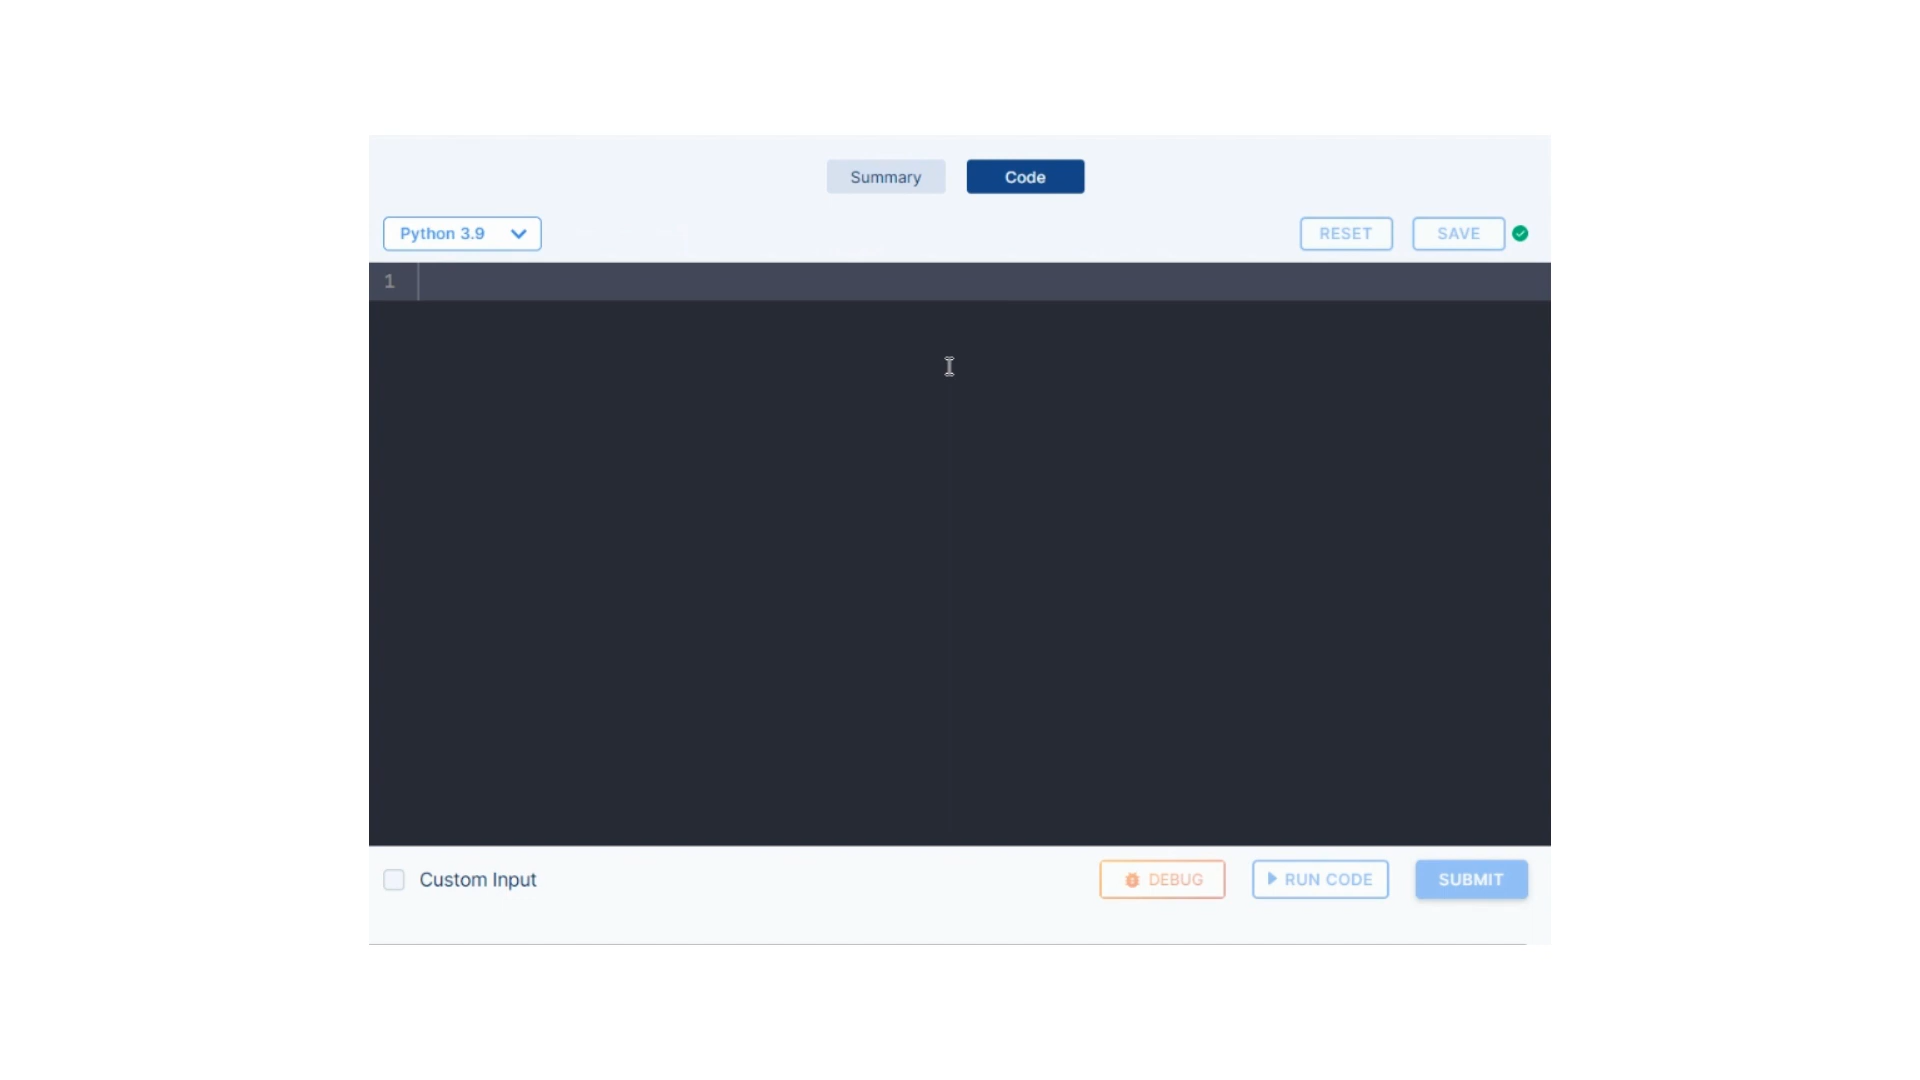 Summary Code
Python 3.9 RESET SAVE
1
Custom Input DEBUG RUN CODE SUBMIT